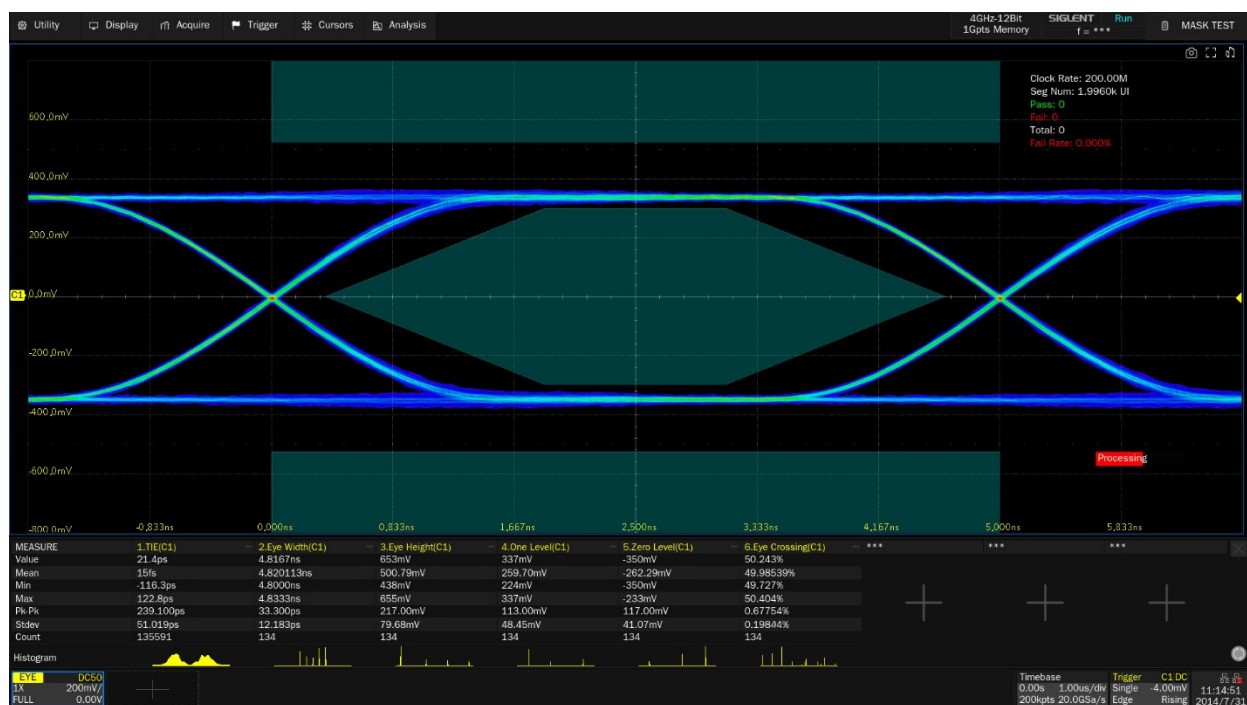 Utility Display Acquire Trigger Cursors Analysis
4GHz-12Bit
1Gpts Memory
SIGLENT Run
f = ***
MASK TEST
Clock Rate: 200.00M
Seg Num: 1.9960k UI
Pass: 0
Fail: 0
Total: 0
Fail Rate: 0.000%
600.0mV
400.0mV
200.0mV
C1 0.0mV
-200.0mV
-400.0mV
Processing
-600.0mV
-800.0mV -0.833ns 0.000ns 0.833ns 1.667ns 2.500ns 3.333ns 4.167ns 5.000ns 5.833ns
MEASURE 1.TIE(C1) 2.Eye Width(C1) 3.Eye Height(C1) 4.One Level(C1) 5.Zero Level(C1) 6.Eye Crossing(C1) *** *** ***
Value 21.4ps 4.8167ns 653mV 337mV -350mV 50.243%
Mean 15fs 4.820113ns 500.79mV 259.70mV -262.29mV 49.98539%
Min -116.3ps 4.8000ns 438mV 224mV -350mV 49.727%
Max 122.8ps 4.8333ns 655mV 337mV -233mV 50.404%
Pk-Pk 239.100ps 33.300ps 217.00mV 113.00mV 117.00mV 0.67754%
Stdev 51.019ps 12.183ps 79.68mV 48.45mV 41.07mV 0.19844%
Count 135591 134 134 134 134 134
Histogram
EYE DC50
1X 200mV/
FULL 0.00V
Timebase
0.00s 1.00us/div
200kpts 20.0GSa/s
Trigger C1 DC
Single -4.00mV
Edge Rising
11:14:51
2014/7/31